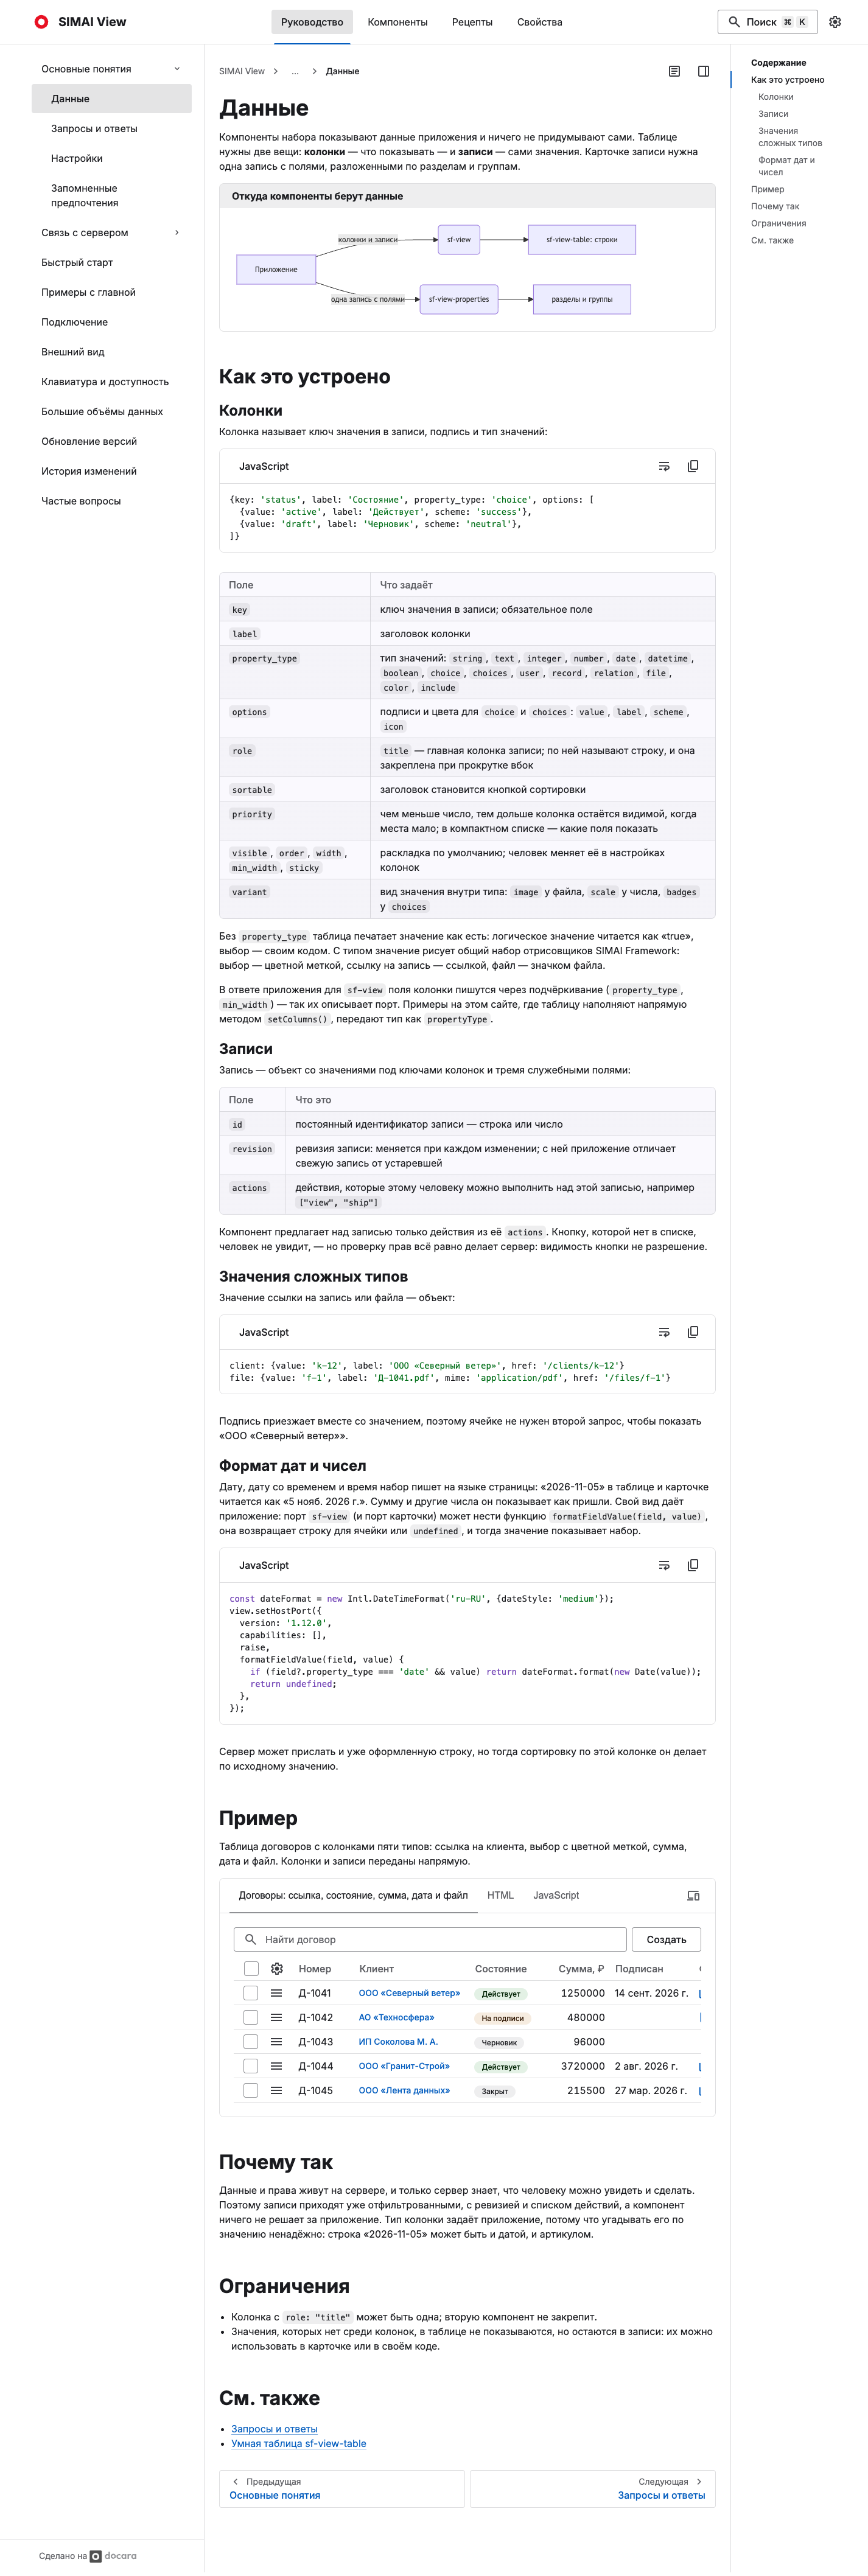 SIMAI View
Руководство
Компоненты
Рецепты
Свойства
Поиск ⌘ K
Основные понятия
Данные
Запросы и ответы
Настройки
Запомненные
предпочтения
Связь с сервером
Быстрый старт
Примеры с главной
Подключение
Внешний вид
Клавиатура и доступность
Большие объёмы данных
Обновление версий
История изменений
Частые вопросы
Сделано на docara
SIMAI View > ... > Данные
Данные
Компоненты набора показывают данные приложения и ничего не придумывают сами. Таблице
нужны две вещи: колонки — что показывать — и записи — сами значения. Карточке записи нужна
одна запись с полями, разложенными по разделам и группам.
Откуда компоненты берут данные
Приложение
колонки и записи
sf-view
sf-view-table: строки
одна запись с полями
sf-view-properties
разделы и группы
Как это устроено
Колонки
Колонка называет ключ значения в записи, подпись и тип значений:
JavaScript
{key: 'status', label: 'Состояние', property_type: 'choice', options: [
{value: 'active', label: 'Действует', scheme: 'success'},
{value: 'draft', label: 'Черновик', scheme: 'neutral'},
]}
Поле
Что задаёт
key
ключ значения в записи; обязательное поле
label
заголовок колонки
property_type
тип значений: string, text, integer, number, date, datetime,
boolean, choice, choices, user, record, relation, file,
color, include
options
подписи и цвета для choice и choices: value, label, scheme,
icon
role
title — главная колонка записи; по ней называют строку, и она
закреплена при прокрутке вбок
sortable
заголовок становится кнопкой сортировки
priority
чем меньше число, тем дольше колонка остаётся видимой, когда
места мало; в компактном списке — какие поля показать
visible, order, width,
min_width, sticky
раскладка по умолчанию; человек меняет её в настройках
колонок
variant
вид значения внутри типа: image у файла, scale у числа, badges
у choices
Без property_type таблица печатает значение как есть: логическое значение читается как «true»,
выбор — своим кодом. С типом значение рисует общий набор отрисовщиков SIMAI Framework:
выбор — цветной меткой, ссылку на запись — ссылкой, файл — значком файла.
В ответе приложения для sf-view поля колонки пишутся через подчёркивание (property_type,
min_width) — так их описывает порт. Примеры на этом сайте, где таблицу наполняют напрямую
методом setColumns(), передают тип как propertyType.
Записи
Запись — объект со значениями под ключами колонок и тремя служебными полями:
Поле
Что это
id
постоянный идентификатор записи — строка или число
revision
ревизия записи: меняется при каждом изменении; с ней приложение отличает
свежую запись от устаревшей
actions
действия, которые этому человеку можно выполнить над этой записью, например
["view", "ship"]
Компонент предлагает над записью только действия из её actions. Кнопку, которой нет в списке,
человек не увидит, — но проверку прав всё равно делает сервер: видимость кнопки не разрешение.
Значения сложных типов
Значение ссылки на запись или файла — объект:
JavaScript
client: {value: 'k-12', label: 'ООО «Северный ветер»', href: '/clients/k-12'}
file: {value: 'f-1', label: 'Д-1041.pdf', mime: 'application/pdf', href: '/files/f-1'}
Подпись приезжает вместе со значением, поэтому ячейке не нужен второй запрос, чтобы показать
«ООО «Северный ветер»».
Формат дат и чисел
Дату, дату со временем и время набор пишет на языке страницы: «2026-11-05» в таблице и карточке
читается как «5 нояб. 2026 г.». Сумму и другие числа он показывает как пришли. Свой вид даёт
приложение: порт sf-view (и порт карточки) может нести функцию formatFieldValue(field, value),
она возвращает строку для ячейки или undefined, и тогда значение показывает набор.
JavaScript
const dateFormat = new Intl.DateTimeFormat('ru-RU', {dateStyle: 'medium'});
view.setHostPort({
version: '1.12.0',
capabilities: [],
raise,
formatFieldValue(field, value) {
if (field?.property_type === 'date' && value) return dateFormat.format(new Date(value));
return undefined;
},
});
Сервер может прислать и уже оформленную строку, но тогда сортировку по этой колонке он делает
по исходному значению.
Пример
Таблица договоров с колонками пяти типов: ссылка на клиента, выбор с цветной меткой, сумма,
дата и файл. Колонки и записи переданы напрямую.
Договоры: ссылка, состояние, сумма, дата и файл
HTML
JavaScript
Найти договор
Создать
Номер
Клиент
Состояние
Сумма, ₽
Подписан
Д-1041 ООО «Северный ветер» Действует 1250000 14 сент. 2026 г.
Д-1042 АО «Техносфера» На подписи 480000
Д-1043 ИП Соколова М. А. Черновик 96000
Д-1044 ООО «Гранит-Строй» Действует 3720000 2 авг. 2026 г.
Д-1045 ООО «Лента данных» Закрыт 215500 27 мар. 2026 г.
Почему так
Данные и права живут на сервере, и только сервер знает, что человеку можно увидеть и сделать.
Поэтому записи приходят уже отфильтрованными, с ревизией и списком действий, а компонент
ничего не решает за приложение. Тип колонки задаёт приложение, потому что угадывать его по
значению ненадёжно: строка «2026-11-05» может быть и датой, и артикулом.
Ограничения
• Колонка с role: "title" может быть одна; вторую компонент не закрепит.
• Значения, которых нет среди колонок, в таблице не показываются, но остаются в записи: их можно
использовать в карточке или в своём коде.
См. также
• Запросы и ответы
• Умная таблица sf-view-table
Предыдущая
Основные понятия
Следующая
Запросы и ответы
Содержание
Как это устроено
Колонки
Записи
Значения
сложных типов
Формат дат и
чисел
Пример
Почему так
Ограничения
См. также